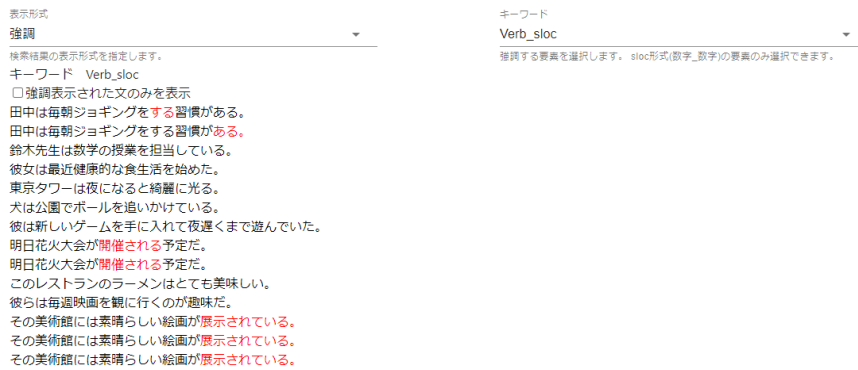 表示形式
強調
検索結果の表示形式を指定します。
キーワード
Verb_sloc
強調する要素を選択します。 sloc形式(数字_数字)の要素のみ選択できます。
キーワード　Verb_sloc
強調表示された文のみを表示
田中は毎朝ジョギングをする習慣がある。
田中は毎朝ジョギングをする習慣がある。
鈴木先生は数学の授業を担当している。
彼女は最近健康的な食生活を始めた。
東京タワーは夜になると綺麗に光る。
犬は公園でボールを追いかけている。
彼は新しいゲームを手に入れて夜遅くまで遊んでいた。
明日花火大会が開催される予定だ。
明日花火大会が開催される予定だ。
このレストランのラーメンはとても美味しい。
彼らは毎週映画を観に行くのが趣味だ。
その美術館には素晴らしい絵画が展示されている。
その美術館には素晴らしい絵画が展示されている。
その美術館には素晴らしい絵画が展示されている。